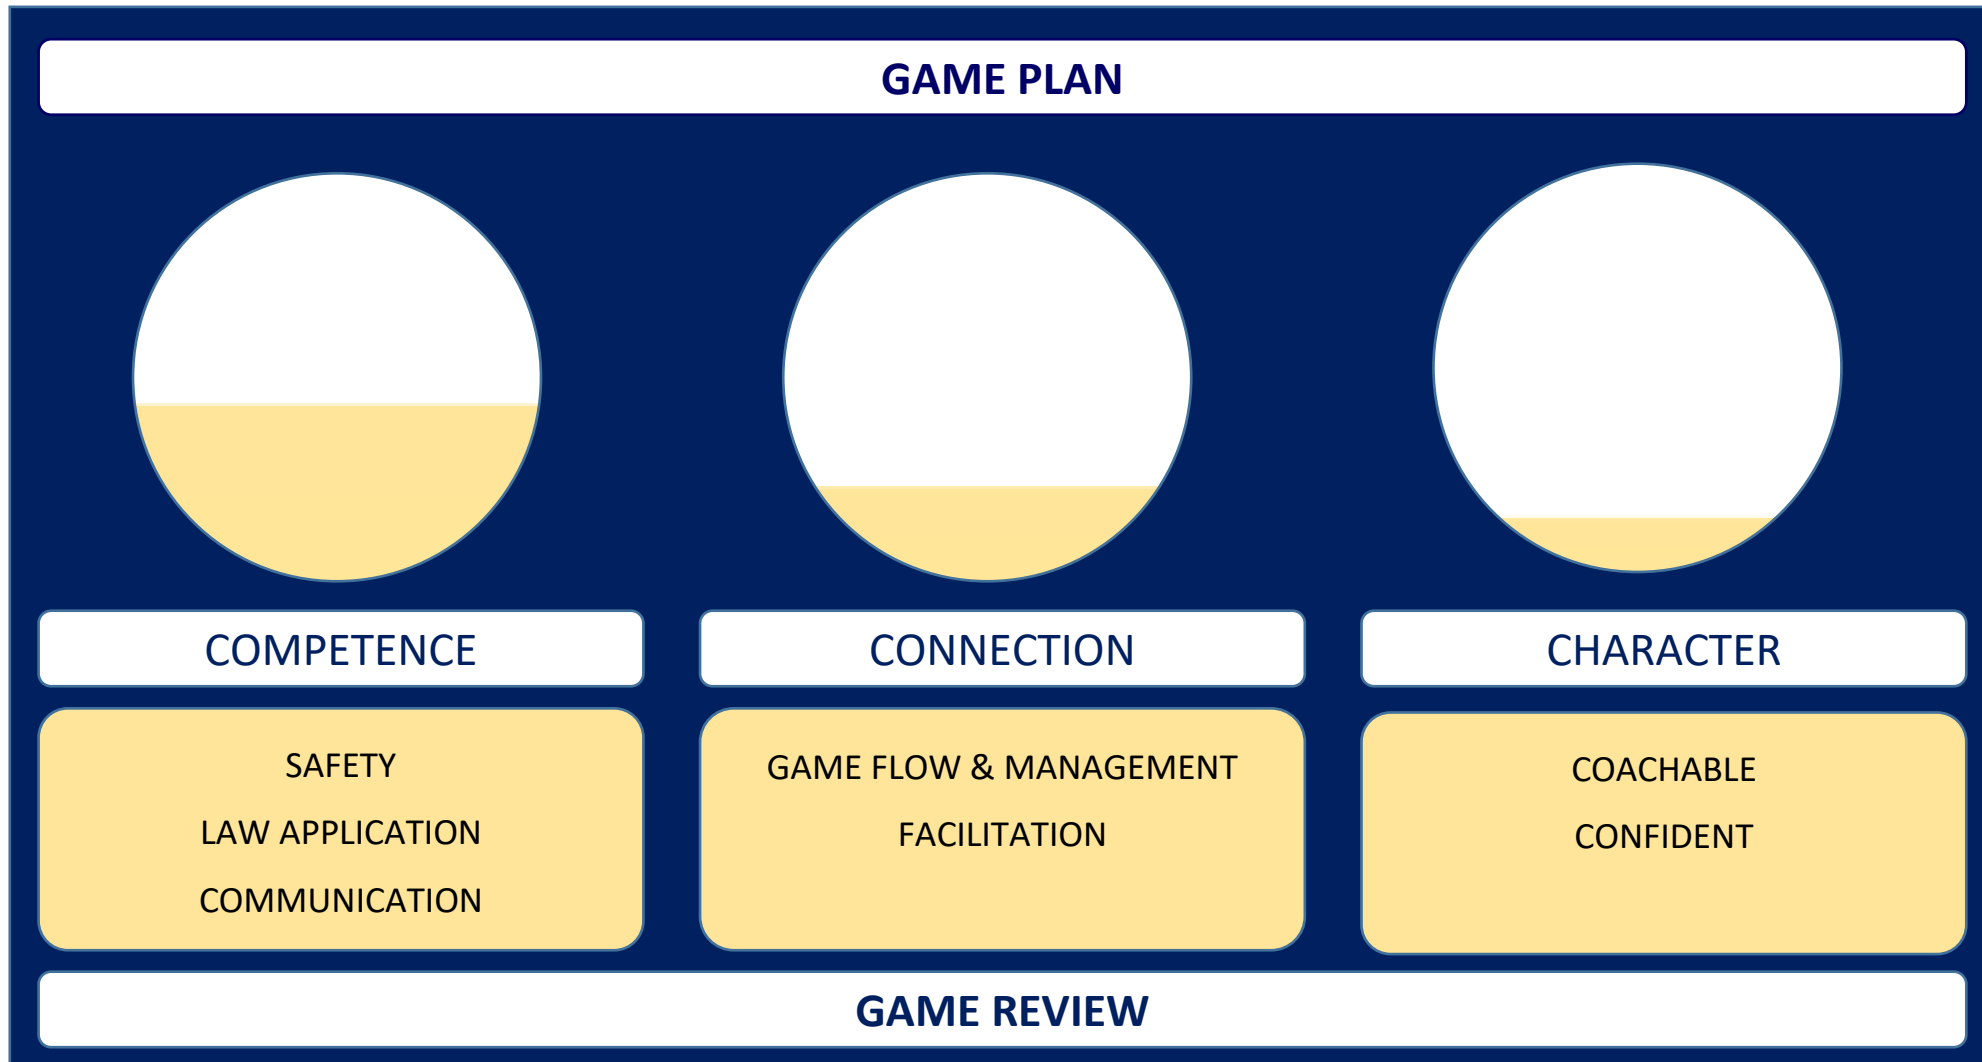 GAME PLAN
COMPETENCE
CONNECTION
CHARACTER
SAFETY
LAW APPLICATION
COMMUNICATION
GAME FLOW & MANAGEMENT
FACILITATION
COACHABLE
CONFIDENT
GAME REVIEW